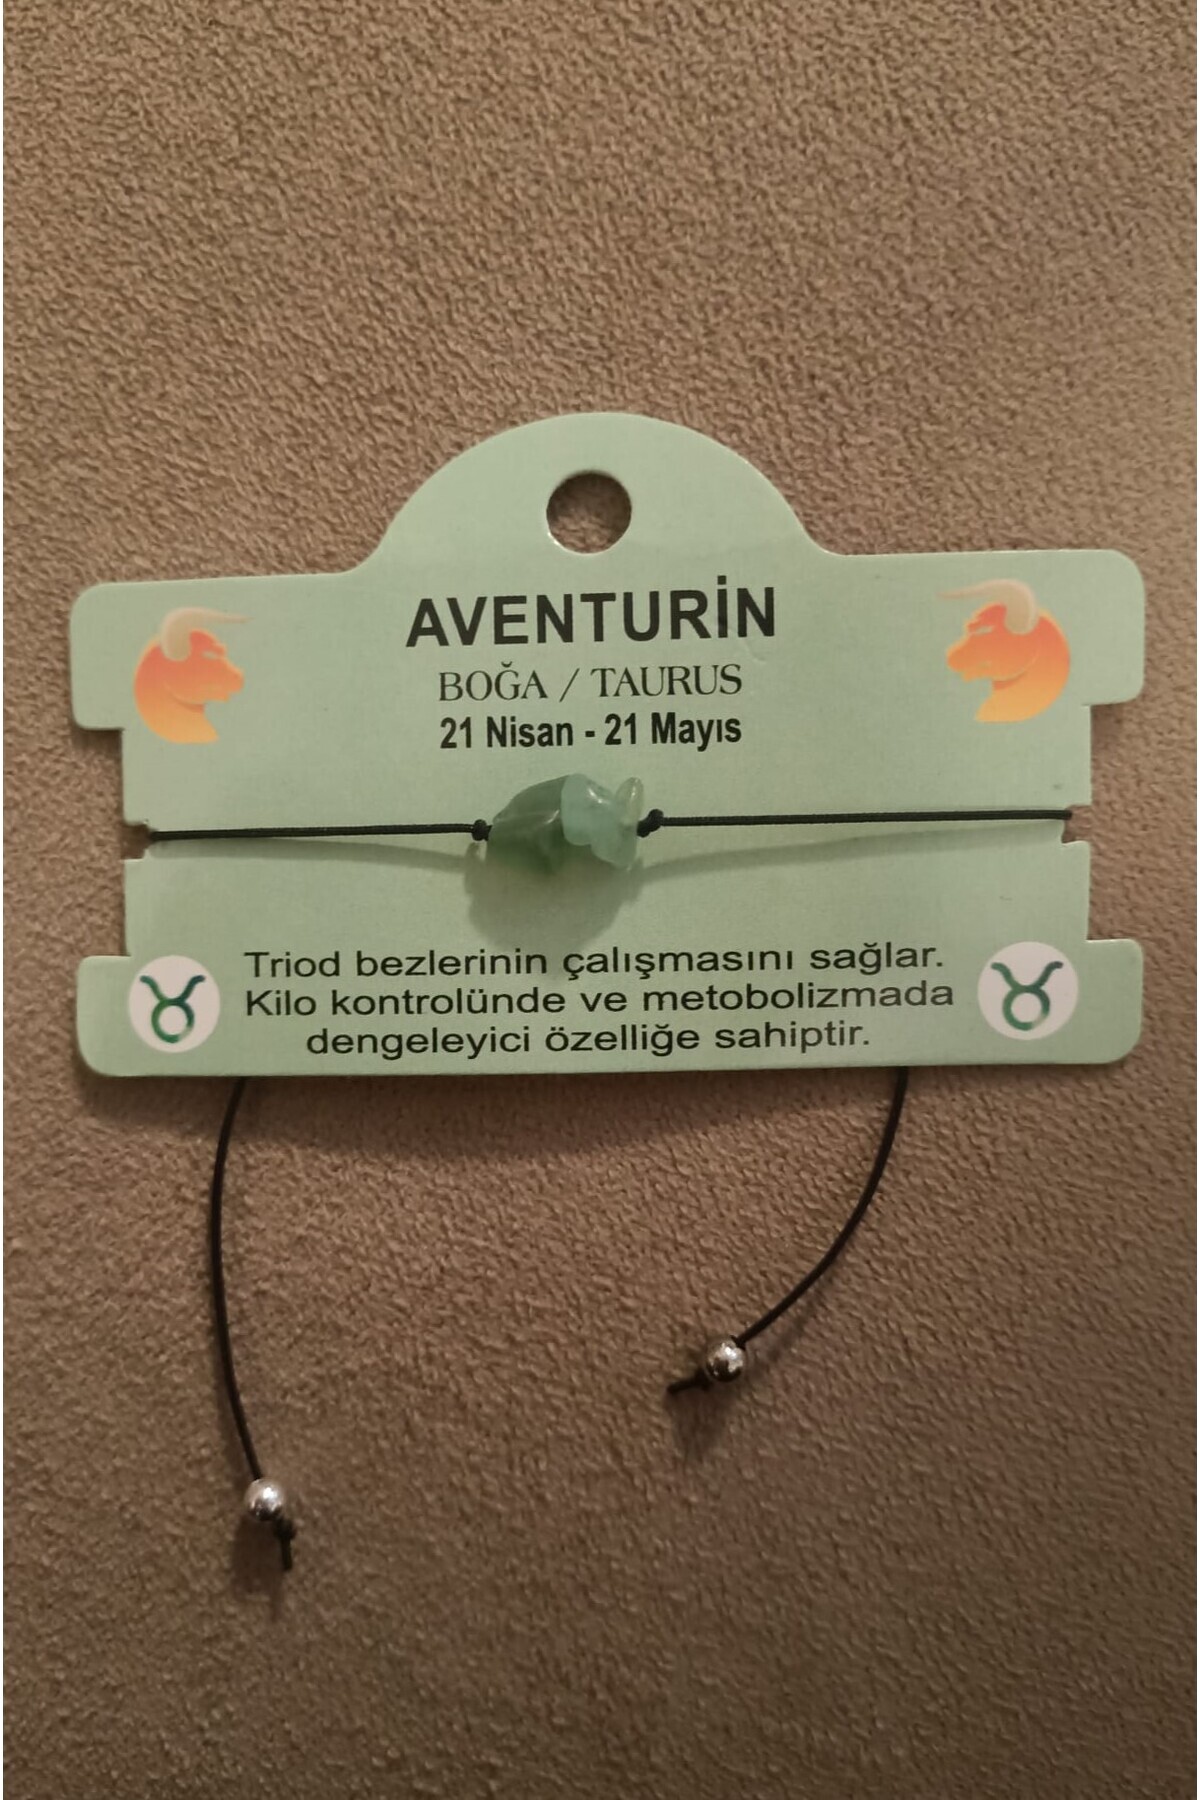 AVENTURİN
BOĞA / TAURUS
21 Nisan - 21 Mayıs
Triod bezlerinin çalışmasını sağlar.
Kilo kontrolünde ve metobolizmada
dengeleyici özelliğe sahiptir.